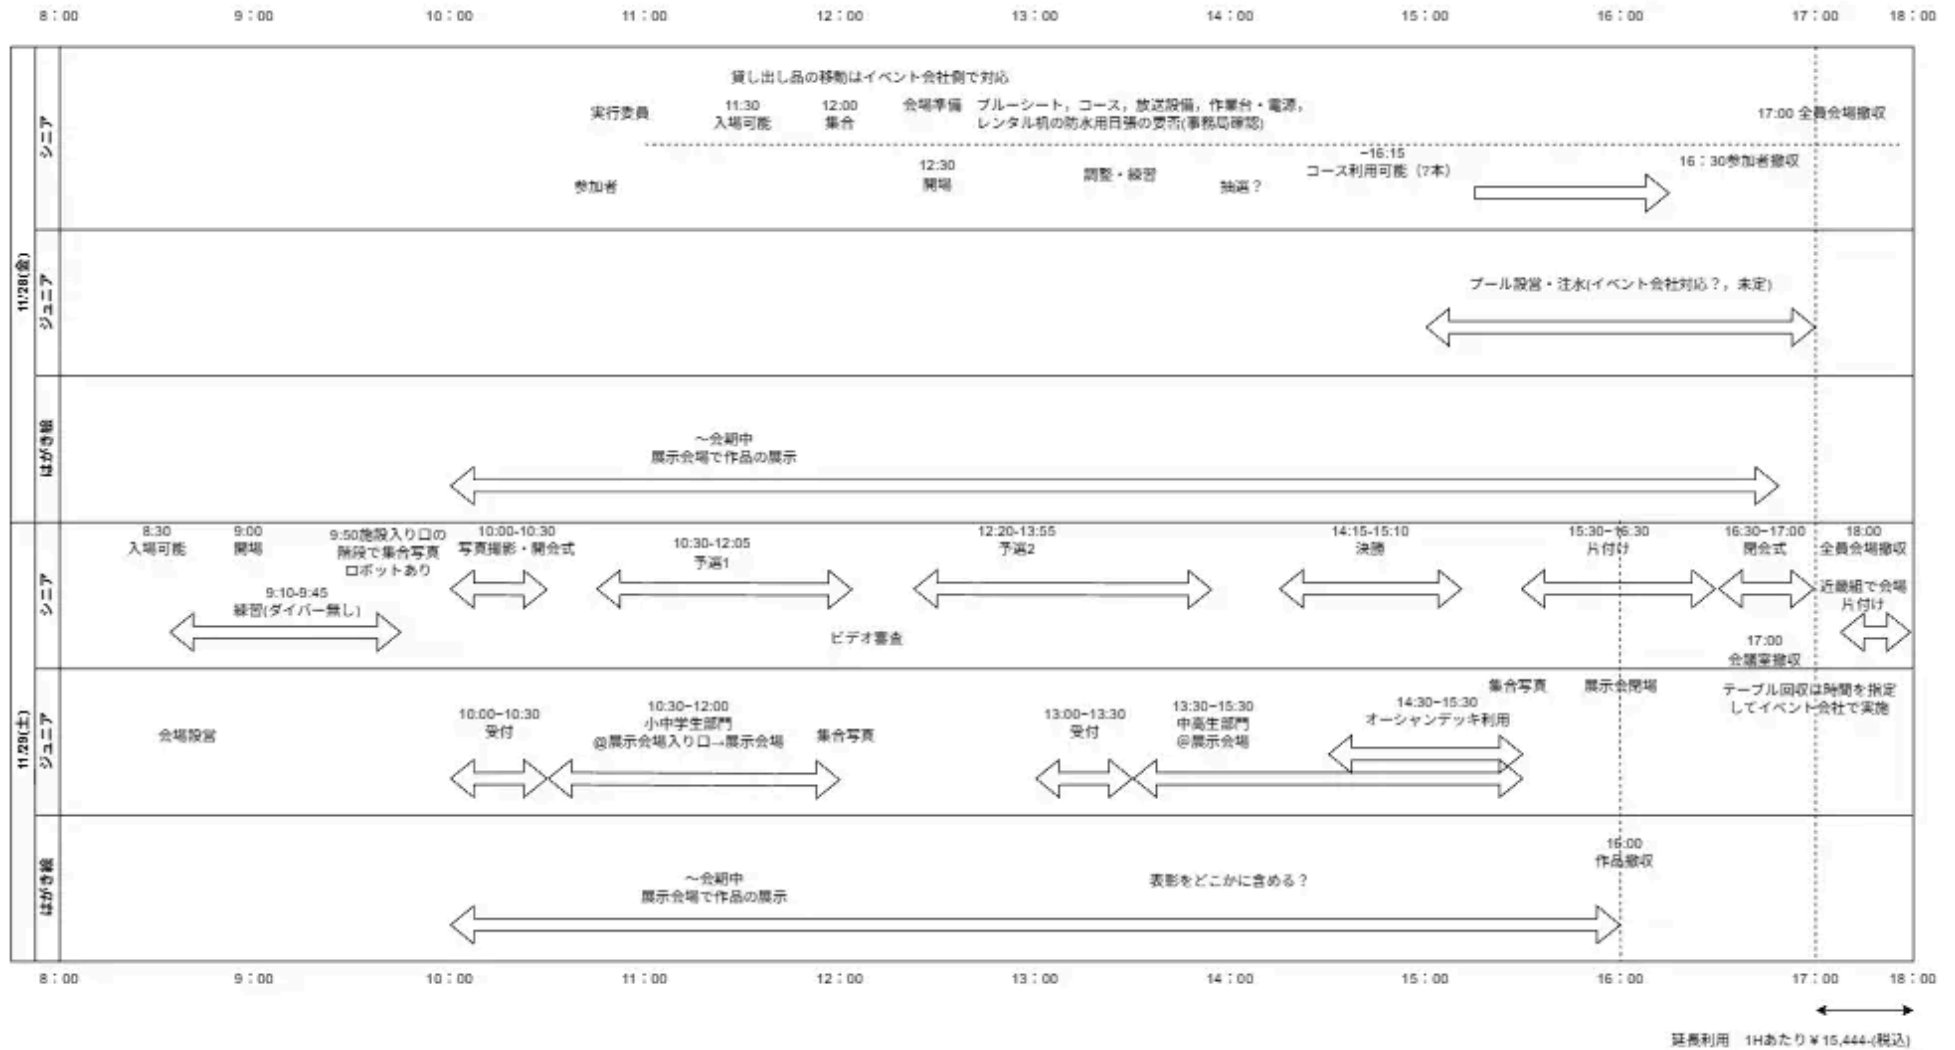 8：00 9：00 10：00 11：00 12：00 13：00 14：00 15：00 16：00 17：00 18：00
11/28(金)
シニア
貸し出し品の移動はイベント会社側で対応
実行委員
11:30
入場可能
12:00
集合
会場準備
ブルーシート，コース，放送設備，作業台・電源，
レンタル机の防水用目張の要否(事務局確認)
17:00 全員会場撤収
参加者
12:30
開場
調整・練習
抽選？
~16:15
コース利用可能（7本）
16：30参加者撤収
ジュニア
プール設営・注水(イベント会社対応？，未定)
はがき絵
～会期中
展示会場で作品の展示
11/29(土)
シニア
8:30
入場可能
9:00
開場
9:50施設入り口の
階段で集合写真
ロボットあり
9:10-9:45
練習(ダイバー無し)
10:00-10:30
写真撮影・開会式
10:30-12:05
予選1
12:20-13:55
予選2
ビデオ審査
14:15-15:10
決勝
15:30~16:30
片付け
16:30~17:00
閉会式
17:00
会議室撤収
18:00
全員会場撤収
近畿組で会場
片付け
ジュニア
会場設営
10:00~10:30
受付
10:30~12:00
小中学生部門
@展示会場入り口→展示会場
集合写真
13:00~13:30
受付
13:30~15:30
中高生部門
@展示会場
14:30~15:30
オーシャンデッキ利用
集合写真
展示会閉場
テーブル回収は時間を指定
してイベント会社で実施
はがき絵
～会期中
展示会場で作品の展示
表彰をどこかに含める？
16:00
作品撤収
8：00 9：00 10：00 11：00 12：00 13：00 14：00 15：00 16：00 17：00 18：00
延長利用 1Hあたり￥15,444-(税込)